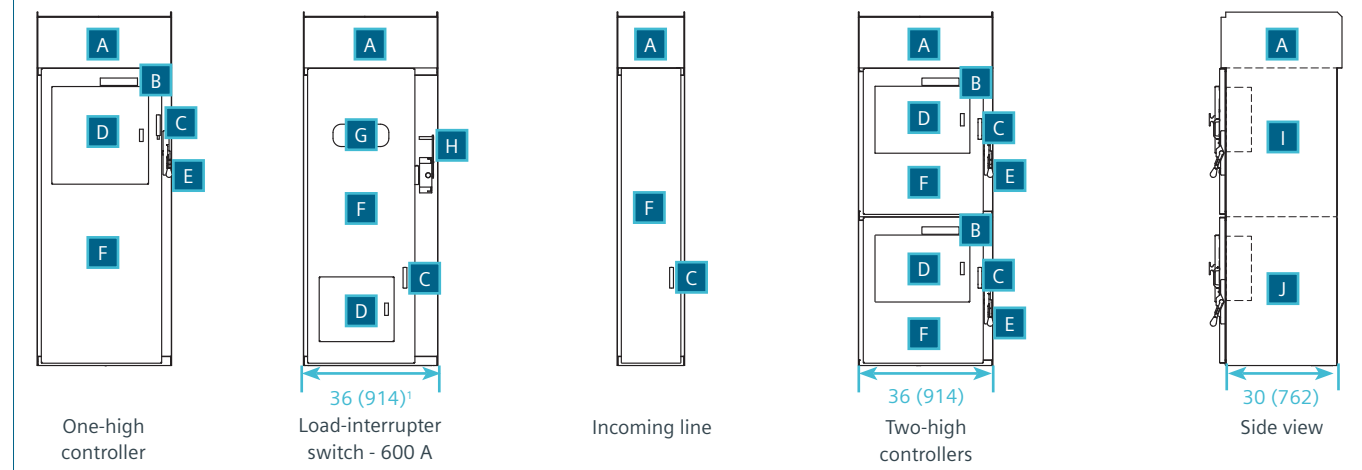 A A A A A
B B
C C
D D D
G
H I
E E
F F F
F
B
C C D C
D E J
F
36 (914)¹ 36 (914) 30 (762)
One-high Load-interrupter Incoming line Two-high Side view
controller switch - 600 A controllers